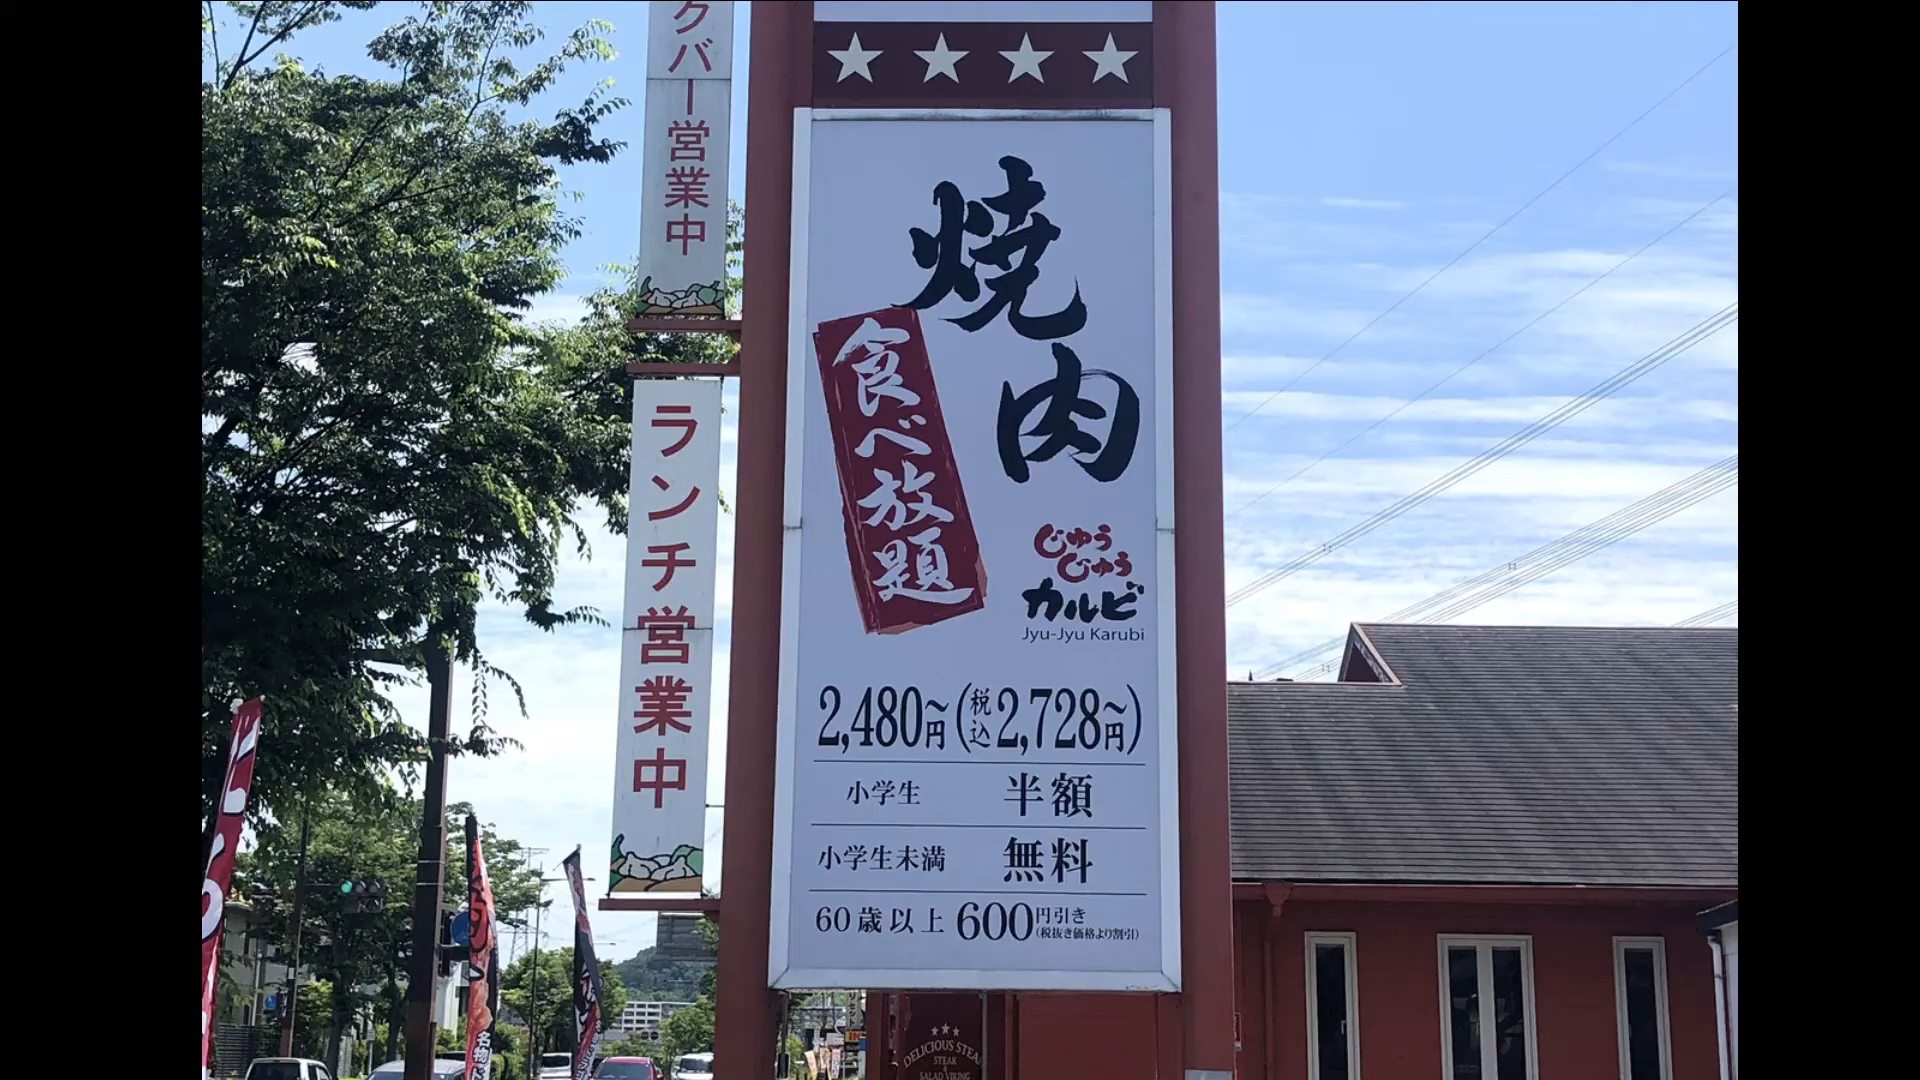 クバー営業中
ランチ営業中
焼肉
食べ放題
じゅうじゅう
カルビ
Jyu-Jyu Karubi
2,480円~(税込2,728円~)
小学生 半額
小学生未満 無料
60歳以上 600円引き
(税抜き価格より割引)
名物
DELICIOUS STEAK
STEAK
&
SALAD VIKING